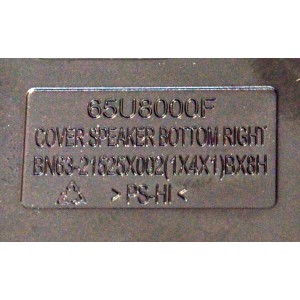 65U8000F
COVER SPEAKER BOTTOM RIGHT
BN63-21525X002(1X4X1)BX8H
>PS-HI<